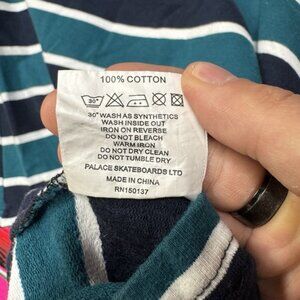 100% COTTON
30°
30° WASH AS SYNTHETICS
WASH INSIDE OUT
IRON ON REVERSE
DO NOT BLEACH
WARM IRON
DO NOT DRY CLEAN
DO NOT TUMBLE DRY
PALACE SKATEBOARDS LTD
MADE IN CHINA
RN150137